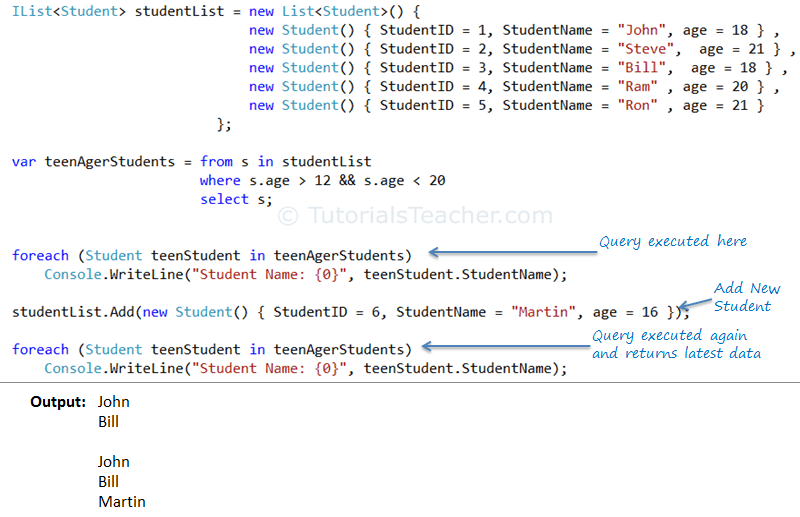 IList<Student> studentList = new List<Student>() {
new Student() { StudentID = 1, StudentName = "John", age = 18 } ,
new Student() { StudentID = 2, StudentName = "Steve",  age = 21 } ,
new Student() { StudentID = 3, StudentName = "Bill",  age = 18 } ,
new Student() { StudentID = 4, StudentName = "Ram" , age = 20 } ,
new Student() { StudentID = 5, StudentName = "Ron" , age = 21 }
};
var teenAgerStudents = from s in studentList
where s.age > 12 && s.age < 20
select s;
© TutorialsTeacher.com
foreach (Student teenStudent in teenAgerStudents)
Query executed here
Console.WriteLine("Student Name: {0}", teenStudent.StudentName);
studentList.Add(new Student() { StudentID = 6, StudentName = "Martin", age = 16 });
Add New
Student
foreach (Student teenStudent in teenAgerStudents)
Query executed again
and returns latest data
Console.WriteLine("Student Name: {0}", teenStudent.StudentName);
Output: John
Bill
John
Bill
Martin